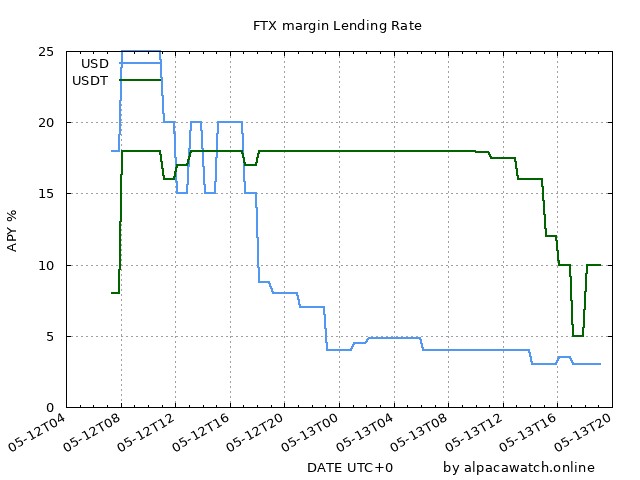 FTX margin Lending Rate
25
20
15
10
5
0
APY %
USD
USDT
05-12T04
05-12T08
05-12T12
05-12T16
05-12T20
05-13T00
05-13T04
05-13T08
05-13T12
05-13T16
05-13T20
DATE UTC+0 by alpacawatch.online